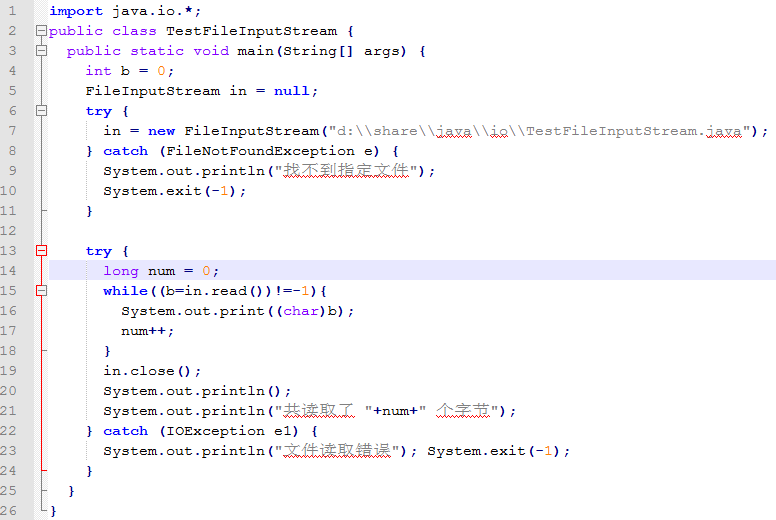 1 import java.io.*;
2 public class TestFileInputStream {
3   public static void main(String[] args) {
4     int b = 0;
5     FileInputStream in = null;
6     try {
7       in = new FileInputStream("d:\\share\\java\\io\\TestFileInputStream.java");
8     } catch (FileNotFoundException e) {
9       System.out.println("找不到指定文件");
10       System.exit(-1);
11     }
12
13     try {
14       long num = 0;
15       while((b=in.read())!=-1){
16         System.out.print((char)b);
17         num++;
18       }
19       in.close();
20       System.out.println();
21       System.out.println("共读取了 "+num+" 个字节");
22     } catch (IOException e1) {
23       System.out.println("文件读取错误"); System.exit(-1);
24     }
25   }
26 }